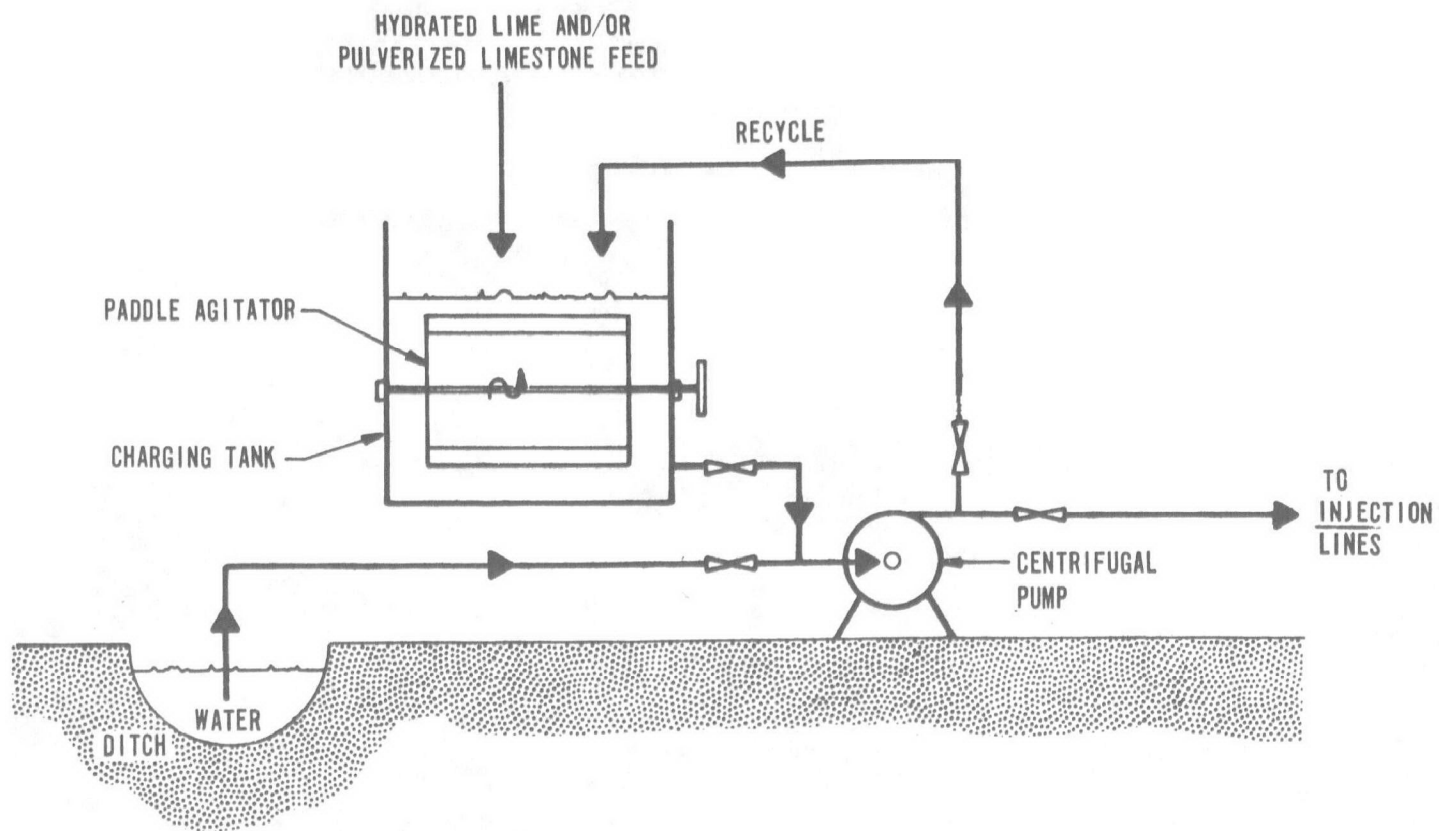 HYDRATED LIME AND/OR
PULVERIZED LIMESTONE FEED
RECYCLE
PADDLE AGITATOR
CHARGING TANK
TO
INJECTION
LINES
CENTRIFUGAL
PUMP
WATER
DITCH